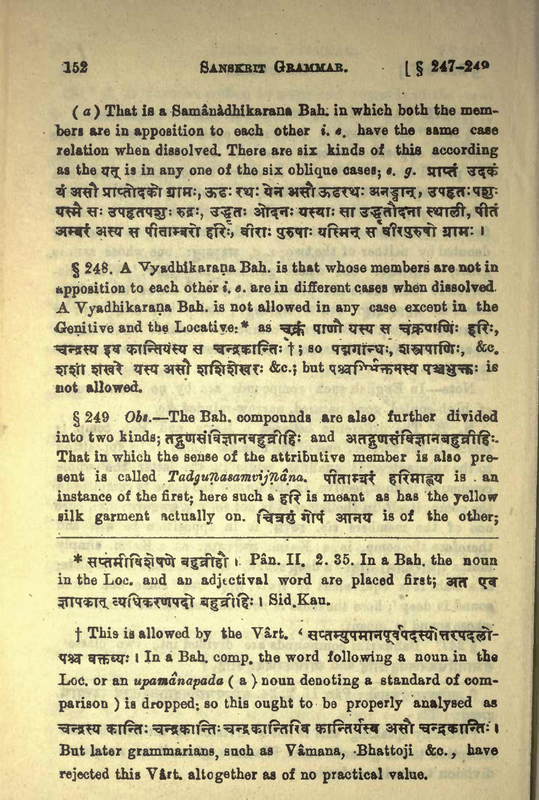 152 SANSKRIT GRAMMAR. [ § 247-249
( a ) That is a Samânàdhikarana Bah. in which both the mem-
bers are in apposition to each other i. e. have the same case
relation when dissolved. There are six kinds of this according
as the यत् is in any one of the six oblique cases; e. g. प्राप्तं उदकं
यं असौ प्राप्तोदको ग्रामः, ऊढः रथः येन असौ ऊढरथः अनड्वान्, उपहृतः पशुः
यस्मै सः उपहृतपशुः रुद्रः, उद्धृतः ओदनः यस्याः सा उद्धृतौदना स्थाली, पीतं
अम्बरं अस्य स पीताम्बरो हरिः, वीराः पुरुषाः यस्मिन् स वीरपुरुषो ग्रामः ।
§ 248. A Vyadhikaraṇa Bah. is that whose members are not in
apposition to each other i. e. are in different cases when dissolved.
A Vyadhikaraṇa Bah. is not allowed in any case except in the
Genitive and the Locative:* as चक्रं पाणौ यस्य स चक्रपाणिः हरिः,
चन्द्रस्य इव कान्तिर्यस्य स चन्द्रकान्तिः †; so पद्मगन्धिः, शस्त्रपाणिः, &c.
शशी शेखरे यस्य असौ शशिशेखरः &c.; but पञ्चभिर्भुक्तमस्य पञ्चभुक्तः is
not allowed.
§ 249 Obs.—The Bah. compounds are also further divided
into two kinds; तद्गुणसंविज्ञानबहुव्रीहिः and अतद्गुणसंविज्ञानबहुव्रीहिः.
That in which the sense of the attributive member is also pre-
sent is called Tadguṇasamvijñâna. पीताम्बरं हरिमाह्वय is an
instance of the first; here such a हरि is meant as has the yellow
silk garment actually on. चित्रगुं गोपं आनय is of the other;
* सप्तमीविशेषणे बहुव्रीहौ । Pân. II. 2. 35. In a Bah. the noun
in the Loc. and an adjectival word are placed first; अत एव
ज्ञापकात् व्यधिकरणपदो बहुव्रीहिः । Sid. Kau.
† This is allowed by the Vârt. ‘ सप्तम्युपमानपूर्वपदस्योत्तरपदलो-
पश्च वक्तव्यः । In a Bah. comp. the word following a noun in the
Loc. or an upamânapada ( a ) noun denoting a standard of com-
parison ) is dropped; so this ought to be properly analysed as
चन्द्रस्य कान्तिः चन्द्रकान्तिः चन्द्रकान्तिरिव कान्तिर्यस्य असौ चन्द्रकान्तिः ।
But later grammarians, such as Vâmana, Bhattoji &c., have
rejected this Vârt. altogether as of no practical value.